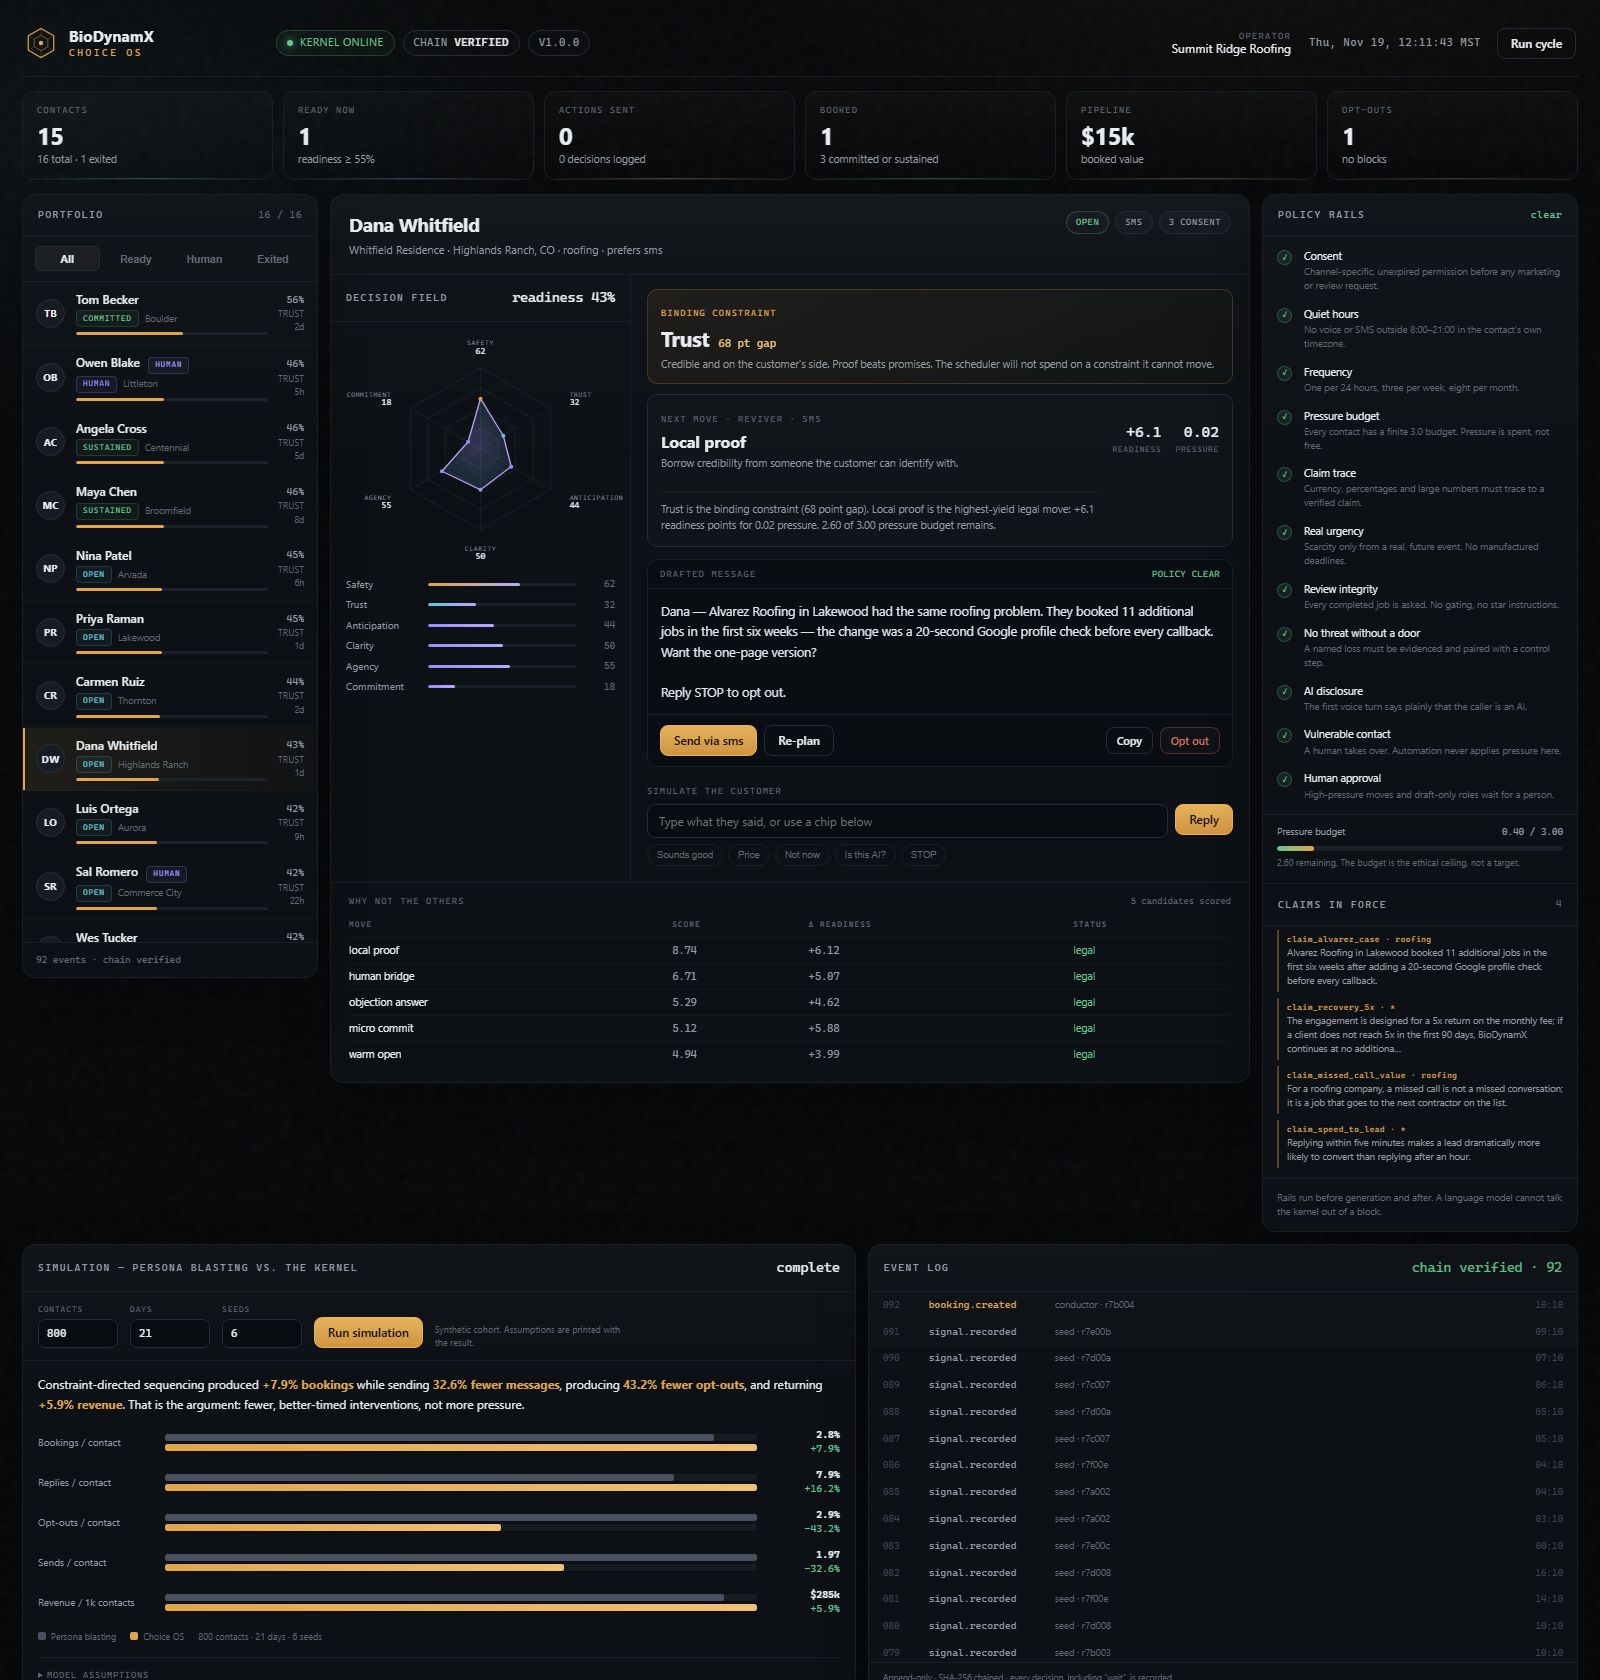 BioDynamX
CHOICE OS
KERNEL ONLINE
CHAIN VERIFIED
V1.0.0
OPERATOR
Summit Ridge Roofing
Thu, Nov 19, 12:11:43 MST
Run cycle
CONTACTS
15
16 total · 1 exited
READY NOW
1
readiness ≥ 55%
ACTIONS SENT
0
0 decisions logged
BOOKED
1
3 committed or sustained
PIPELINE
$15k
booked value
OPT-OUTS
1
no blocks
PORTFOLIO 16 / 16
All Ready Human Exited
TB Tom Becker 56%
COMMITTED Boulder TRUST
2d
OB Owen Blake HUMAN 46%
HUMAN Littleton TRUST
5h
AC Angela Cross 46%
SUSTAINED Centennial TRUST
5d
MC Maya Chen 46%
SUSTAINED Broomfield TRUST
8d
NP Nina Patel 45%
OPEN Arvada TRUST
6h
PR Priya Raman 45%
OPEN Lakewood TRUST
1d
CR Carmen Ruiz 44%
OPEN Thornton TRUST
2d
DW Dana Whitfield 43%
OPEN Highlands Ranch TRUST
1d
LO Luis Ortega 42%
OPEN Aurora TRUST
9h
SR Sal Romero HUMAN 42%
OPEN Commerce City TRUST
22h
Wes Tucker 42%
92 events · chain verified
Dana Whitfield
Whitfield Residence · Highlands Ranch, CO · roofing · prefers sms
OPEN SMS 3 CONSENT
DECISION FIELD readiness 43%
SAFETY
62
COMMITMENT
18
TRUST
32
AGENCY
55
ANTICIPATION
44
CLARITY
50
Safety 62
Trust 32
Anticipation 44
Clarity 50
Agency 55
Commitment 18
BINDING CONSTRAINT
Trust 68 pt gap
Credible and on the customer's side. Proof beats promises. The scheduler will not spend on a constraint it cannot move.
NEXT MOVE · REVIVER · SMS
Local proof
Borrow credibility from someone the customer can identify with.
+6.1
READINESS
0.02
PRESSURE
Trust is the binding constraint (68 point gap). Local proof is the highest-yield legal move: +6.1
readiness points for 0.02 pressure. 2.60 of 3.00 pressure budget remains.
DRAFTED MESSAGE POLICY CLEAR
Dana — Alvarez Roofing in Lakewood had the same roofing problem. They booked 11 additional
jobs in the first six weeks — the change was a 20-second Google profile check before every callback.
Want the one-page version?
Reply STOP to opt out.
Send via sms Re-plan Copy Opt out
SIMULATE THE CUSTOMER
Type what they said, or use a chip below Reply
Sounds good Price Not now Is this AI? STOP
WHY NOT THE OTHERS 5 candidates scored
MOVE SCORE Δ READINESS STATUS
local proof 8.74 +6.12 legal
human bridge 6.71 +5.07 legal
objection answer 5.29 +4.62 legal
micro commit 5.12 +5.88 legal
warm open 4.94 +3.99 legal
POLICY RAILS clear
Consent
Channel-specific, unexpired permission before any marketing
or review request.
Quiet hours
No voice or SMS outside 8:00–21:00 in the contact's own
timezone.
Frequency
One per 24 hours, three per week, eight per month.
Pressure budget
Every contact has a finite 3.0 budget. Pressure is spent, not
free.
Claim trace
Currency, percentages and large numbers must trace to a
verified claim.
Real urgency
Scarcity only from a real, future event. No manufactured
deadlines.
Review integrity
Every completed job is asked. No gating, no star instructions.
No threat without a door
A named loss must be evidenced and paired with a control
step.
AI disclosure
The first voice turn says plainly that the caller is an AI.
Vulnerable contact
A human takes over. Automation never applies pressure here.
Human approval
High-pressure moves and draft-only roles wait for a person.
Pressure budget 0.40 / 3.00
2.60 remaining. The budget is the ethical ceiling, not a target.
CLAIMS IN FORCE 4
claim_alvarez_case · roofing
Alvarez Roofing in Lakewood booked 11 additional jobs in the
first six weeks after adding a 20-second Google profile check
before every callback.
claim_recovery_5x · *
The engagement is designed for a 5x return on the monthly fee; if
a client does not reach 5x in the first 90 days, BioDynamX
continues at no additiona...
claim_missed_call_value · roofing
For a roofing company, a missed call is not a missed conversation;
it is a job that goes to the next contractor on the list.
claim_speed_to_lead · *
Replying within five minutes makes a lead dramatically more
likely to convert than replying after an hour.
Rails run before generation and after. A language model cannot talk
the kernel out of a block.
SIMULATION — PERSONA BLASTING VS. THE KERNEL complete
CONTACTS DAYS SEEDS
800 21 6 Run simulation
Synthetic cohort. Assumptions are printed with
the result.
Constraint-directed sequencing produced +7.9% bookings while sending 32.6% fewer messages, producing 43.2% fewer opt-outs, and returning
+5.9% revenue. That is the argument: fewer, better-timed interventions, not more pressure.
Bookings / contact 2.8%
+7.9%
Replies / contact 7.9%
+16.2%
Opt-outs / contact 2.9%
−43.2%
Sends / contact 1.97
−32.6%
Revenue / 1k contacts $285k
+5.9%
Persona blasting Choice OS 800 contacts · 21 days · 6 seeds
▸ MODEL ASSUMPTIONS
EVENT LOG chain verified · 92
092 booking.created conductor · r7b004 10:10
091 signal.recorded seed · r7e00b 09:10
090 signal.recorded seed · r7d00a 07:10
089 signal.recorded seed · r7c007 06:10
088 signal.recorded seed · r7d00a 05:10
087 signal.recorded seed · r7c007 05:10
086 signal.recorded seed · r7f00e 04:10
085 signal.recorded seed · r7a002 04:10
084 signal.recorded seed · r7a002 03:10
083 signal.recorded seed · r7e00c 00:10
082 signal.recorded seed · r7d008 16:10
081 signal.recorded seed · r7f00e 14:10
080 signal.recorded seed · r7d008 10:10
079 signal.recorded seed · r7b003 10:10
Append-only · SHA-256 chained · every decision, including "wait", is recorded